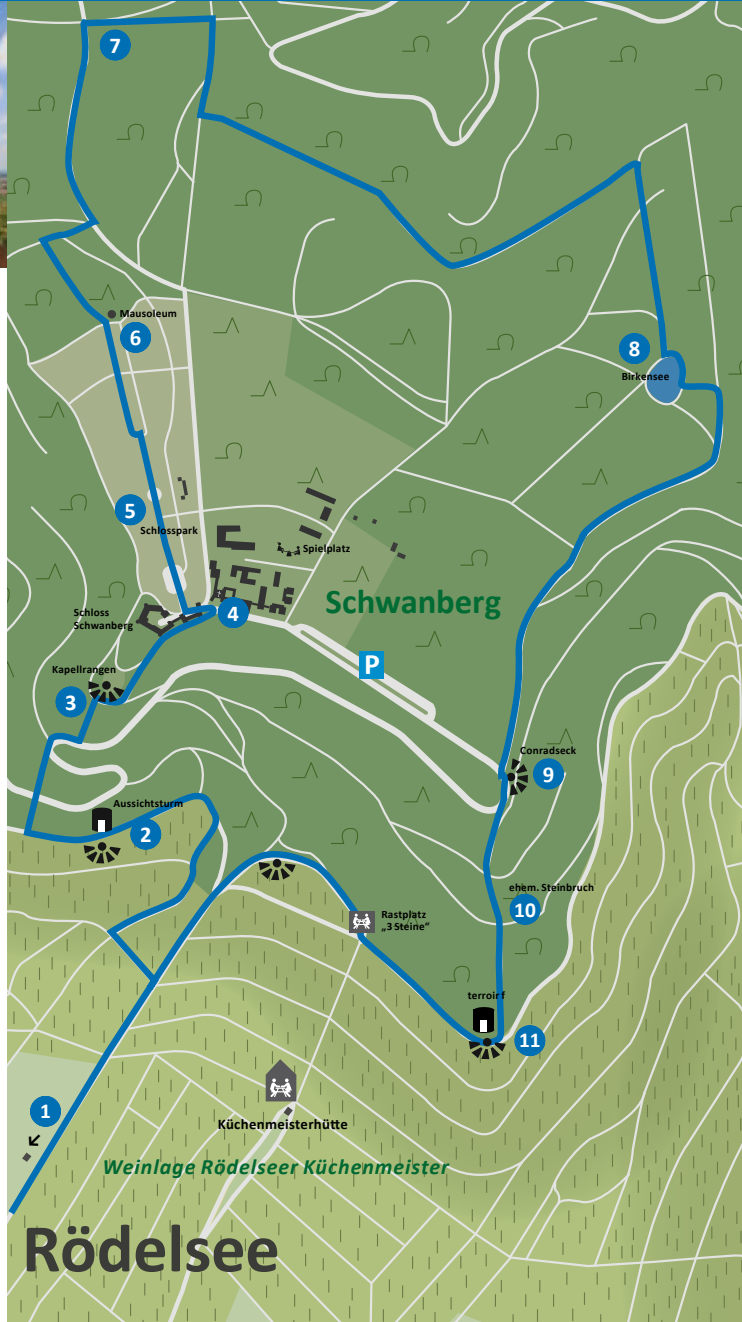 7
Mausoleum
6
8
Birkensee
5
Schlosspark
Spielplatz
Schwanberg
4
Schloss
Schwanberg
P
Kapellrangen
3
Conradseck
9
Aussichtsturm
2
ehem. Steinbruch
10
Rastplatz
„3 Steine“
terroir f
11
1
Küchenmeisterhütte
Weinlage Rödelseer Küchenmeister
Rödelsee